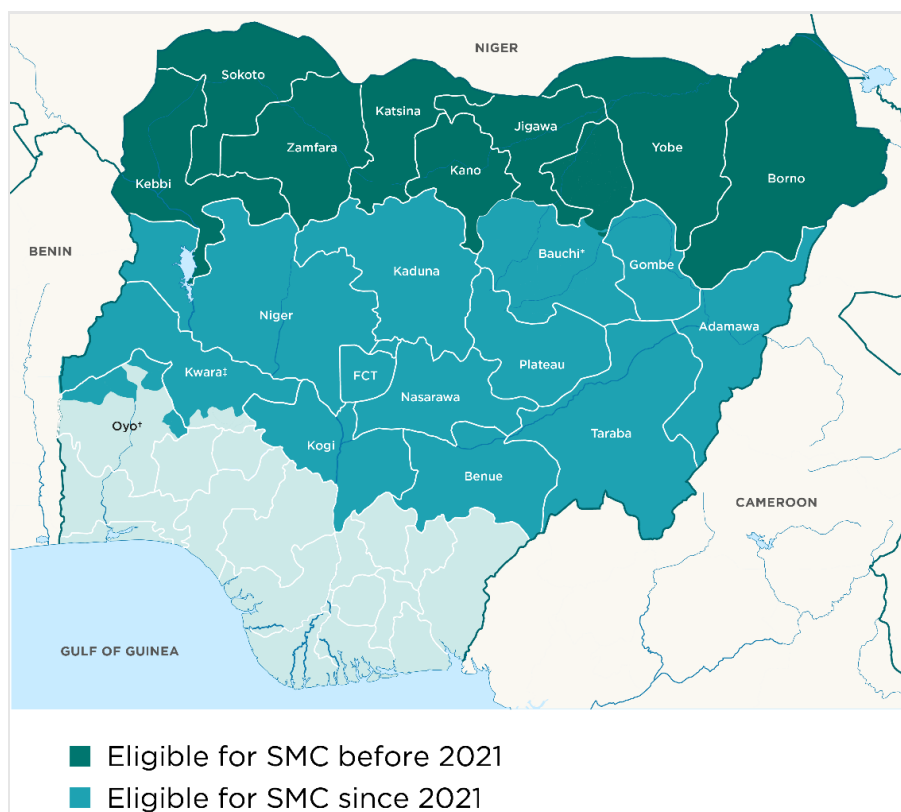 NIGER
Sokoto
Katsina
Jigawa
Zamfara
Yobe
Kano
Borno
Kebbi
BENIN
Bauchi*
Gombe
Kaduna
Niger
Adamawa
Plateau
Kwara‡
FCT
Nasarawa
Oyo†
Taraba
Kogi
Benue
CAMEROON
GULF OF GUINEA
Eligible for SMC before 2021
Eligible for SMC since 2021